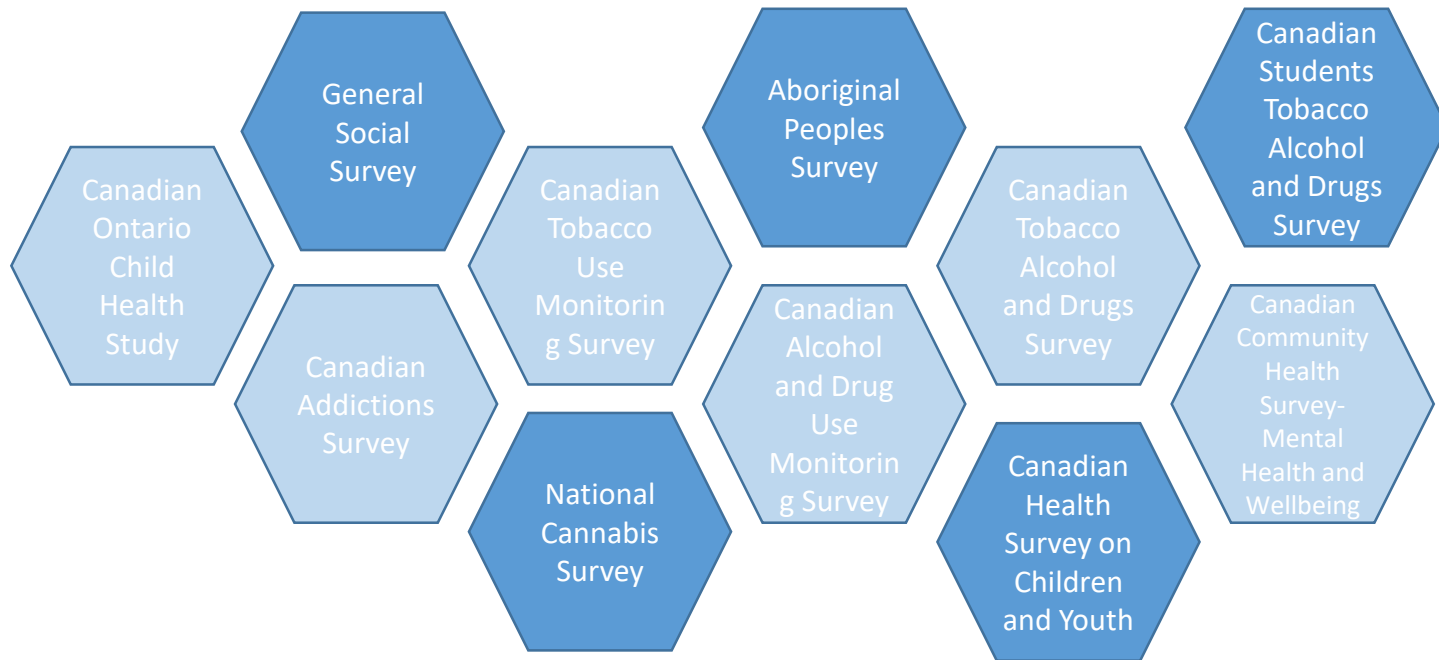 General
Social
Survey
Aboriginal
Peoples
Survey
Canadian
Students
Tobacco
Alcohol
and Drugs
Survey
Canadian
Ontario
Child
Health
Study
Canadian
Tobacco
Use
Monitorin
g Survey
Canadian
Tobacco
Alcohol
and Drugs
Survey
Canadian
Addictions
Survey
Canadian
Alcohol
and Drug
Use
Monitorin
g Survey
Canadian
Community
Health
Survey-
Mental
Health and
Wellbeing
National
Cannabis
Survey
Canadian
Health
Survey on
Children
and Youth